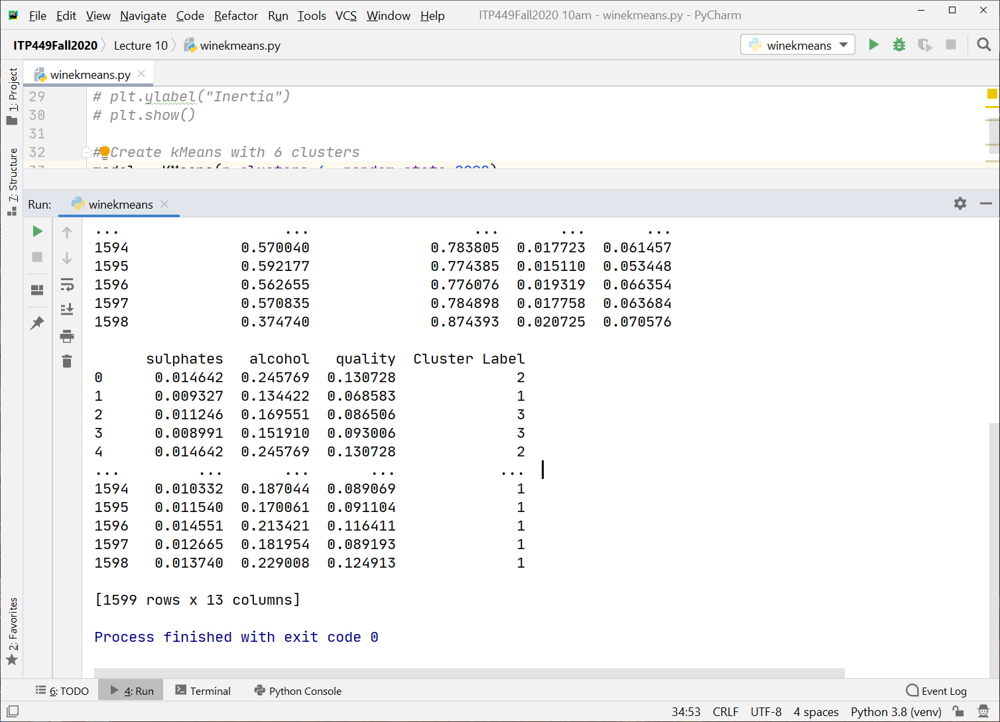 File Edit View Navigate Code Refactor Run Tools VCS Window Help ITP449Fall2020 10am - winekmeans.py - PyCharm
ITP449Fall2020 Lecture 10 winekmeans.py winekmeans
1: Project
7: Structure
2: Favorites
winekmeans.py
29 # plt.ylabel("Inertia")
30 # plt.show()
31
32 # Create kMeans with 6 clusters
Run: winekmeans
... ... ... ... ...
1594 0.570040 0.783805 0.017723 0.061457
1595 0.592177 0.774385 0.015110 0.053448
1596 0.562655 0.776076 0.019319 0.066354
1597 0.570835 0.784898 0.017758 0.063684
1598 0.374740 0.874393 0.020725 0.070576
sulphates alcohol quality Cluster Label
0 0.014642 0.245769 0.130728 2
1 0.009327 0.134422 0.068583 1
2 0.011246 0.169551 0.086506 3
3 0.008991 0.151910 0.093006 3
4 0.014642 0.245769 0.130728 2
... ... ... ... ...
1594 0.010332 0.187044 0.089069 1
1595 0.011540 0.170061 0.091104 1
1596 0.014551 0.213421 0.116411 1
1597 0.012665 0.181954 0.089193 1
1598 0.013740 0.229008 0.124913 1
[1599 rows x 13 columns]
Process finished with exit code 0
6: TODO 4: Run Terminal Python Console Event Log
34:53 CRLF UTF-8 4 spaces Python 3.8 (venv)